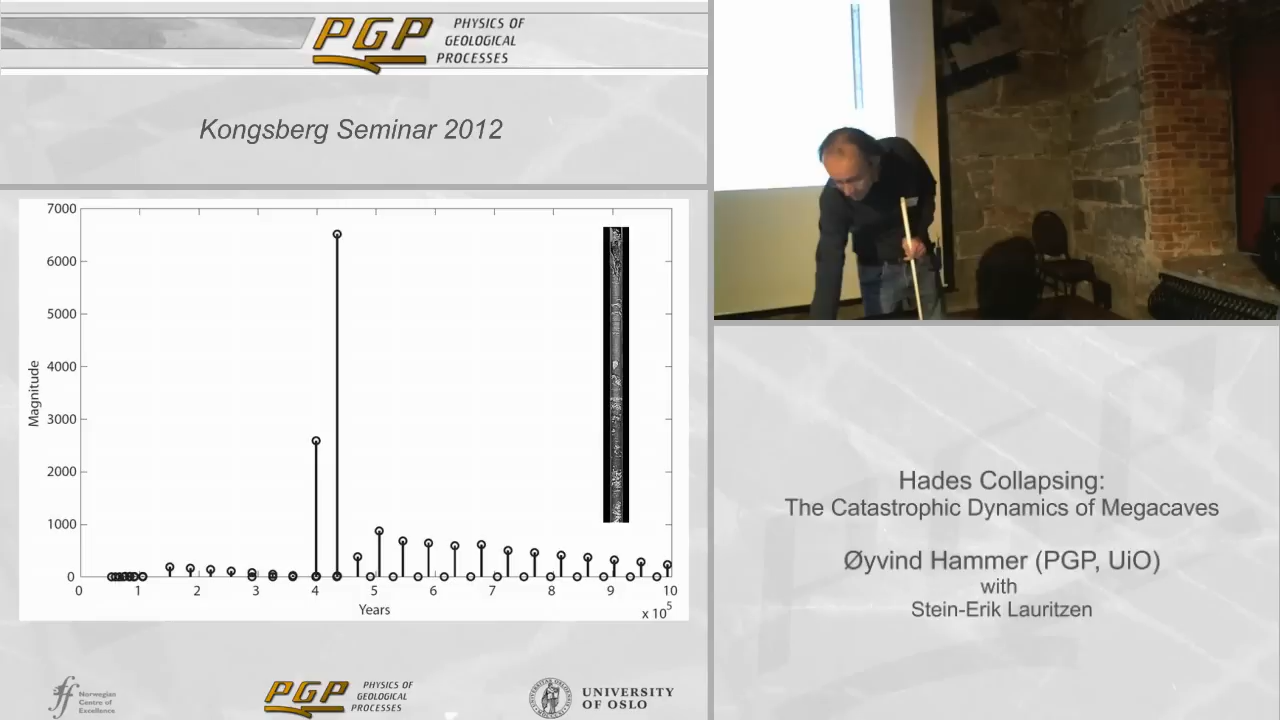 PGP
PHYSICS OF
GEOLOGICAL
PROCESSES
Kongsberg Seminar 2012
7000
6000
5000
4000
3000
2000
1000
0
Magnitude
0 1 2 3 4 5 6 7 8 9 10
Years
x 10⁵
Hades Collapsing:
The Catastrophic Dynamics of Megacaves
Øyvind Hammer (PGP, UiO)
with
Stein-Erik Lauritzen
Norwegian
Centre of
Excellence
PGP
PHYSICS OF
GEOLOGICAL
PROCESSES
UNIVERSITY
OF OSLO